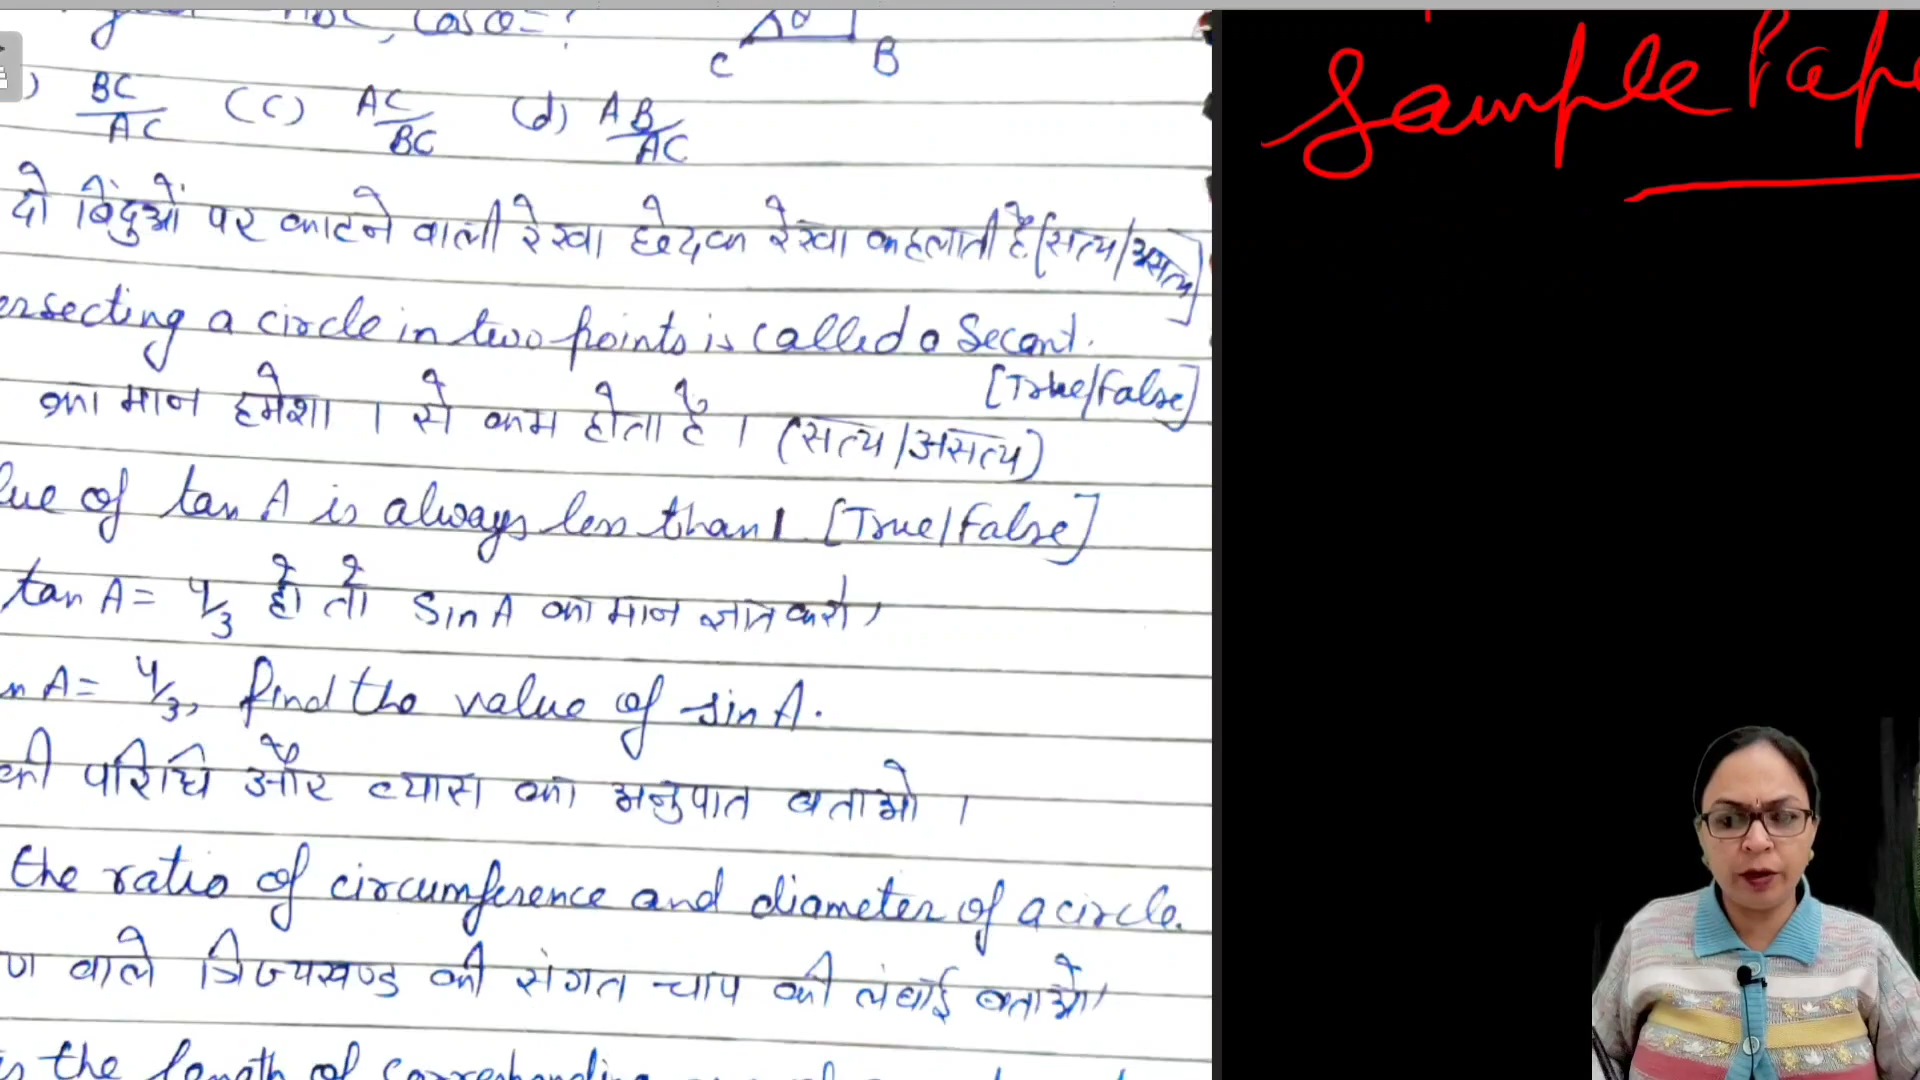 Cosθ=?
C
θ
B
) BC/AC (C) AC/BC (d) AB/AC
दो बिंदुओं पर काटने वाली रेखा छेदक रेखा कहलाती है [सत्य/असत्य]
ersecting a circle in two points is called a Secant.
[True/False]
का मान हमेशा 1 से कम होता है । (सत्य/असत्य)
lue of tan A is always less than 1 [True/False]
tan A = 4/3 हो तो sin A का मान ज्ञात करो।
n A = 4/3, find the value of sin A.
की परिधि और व्यास का अनुपात बताओ ।
the ratio of circumference and diameter of a circle.
ण वाले त्रिज्यखण्ड की संगत चाप की लंबाई बताओ।
s the length of corresponding
Sample Pape